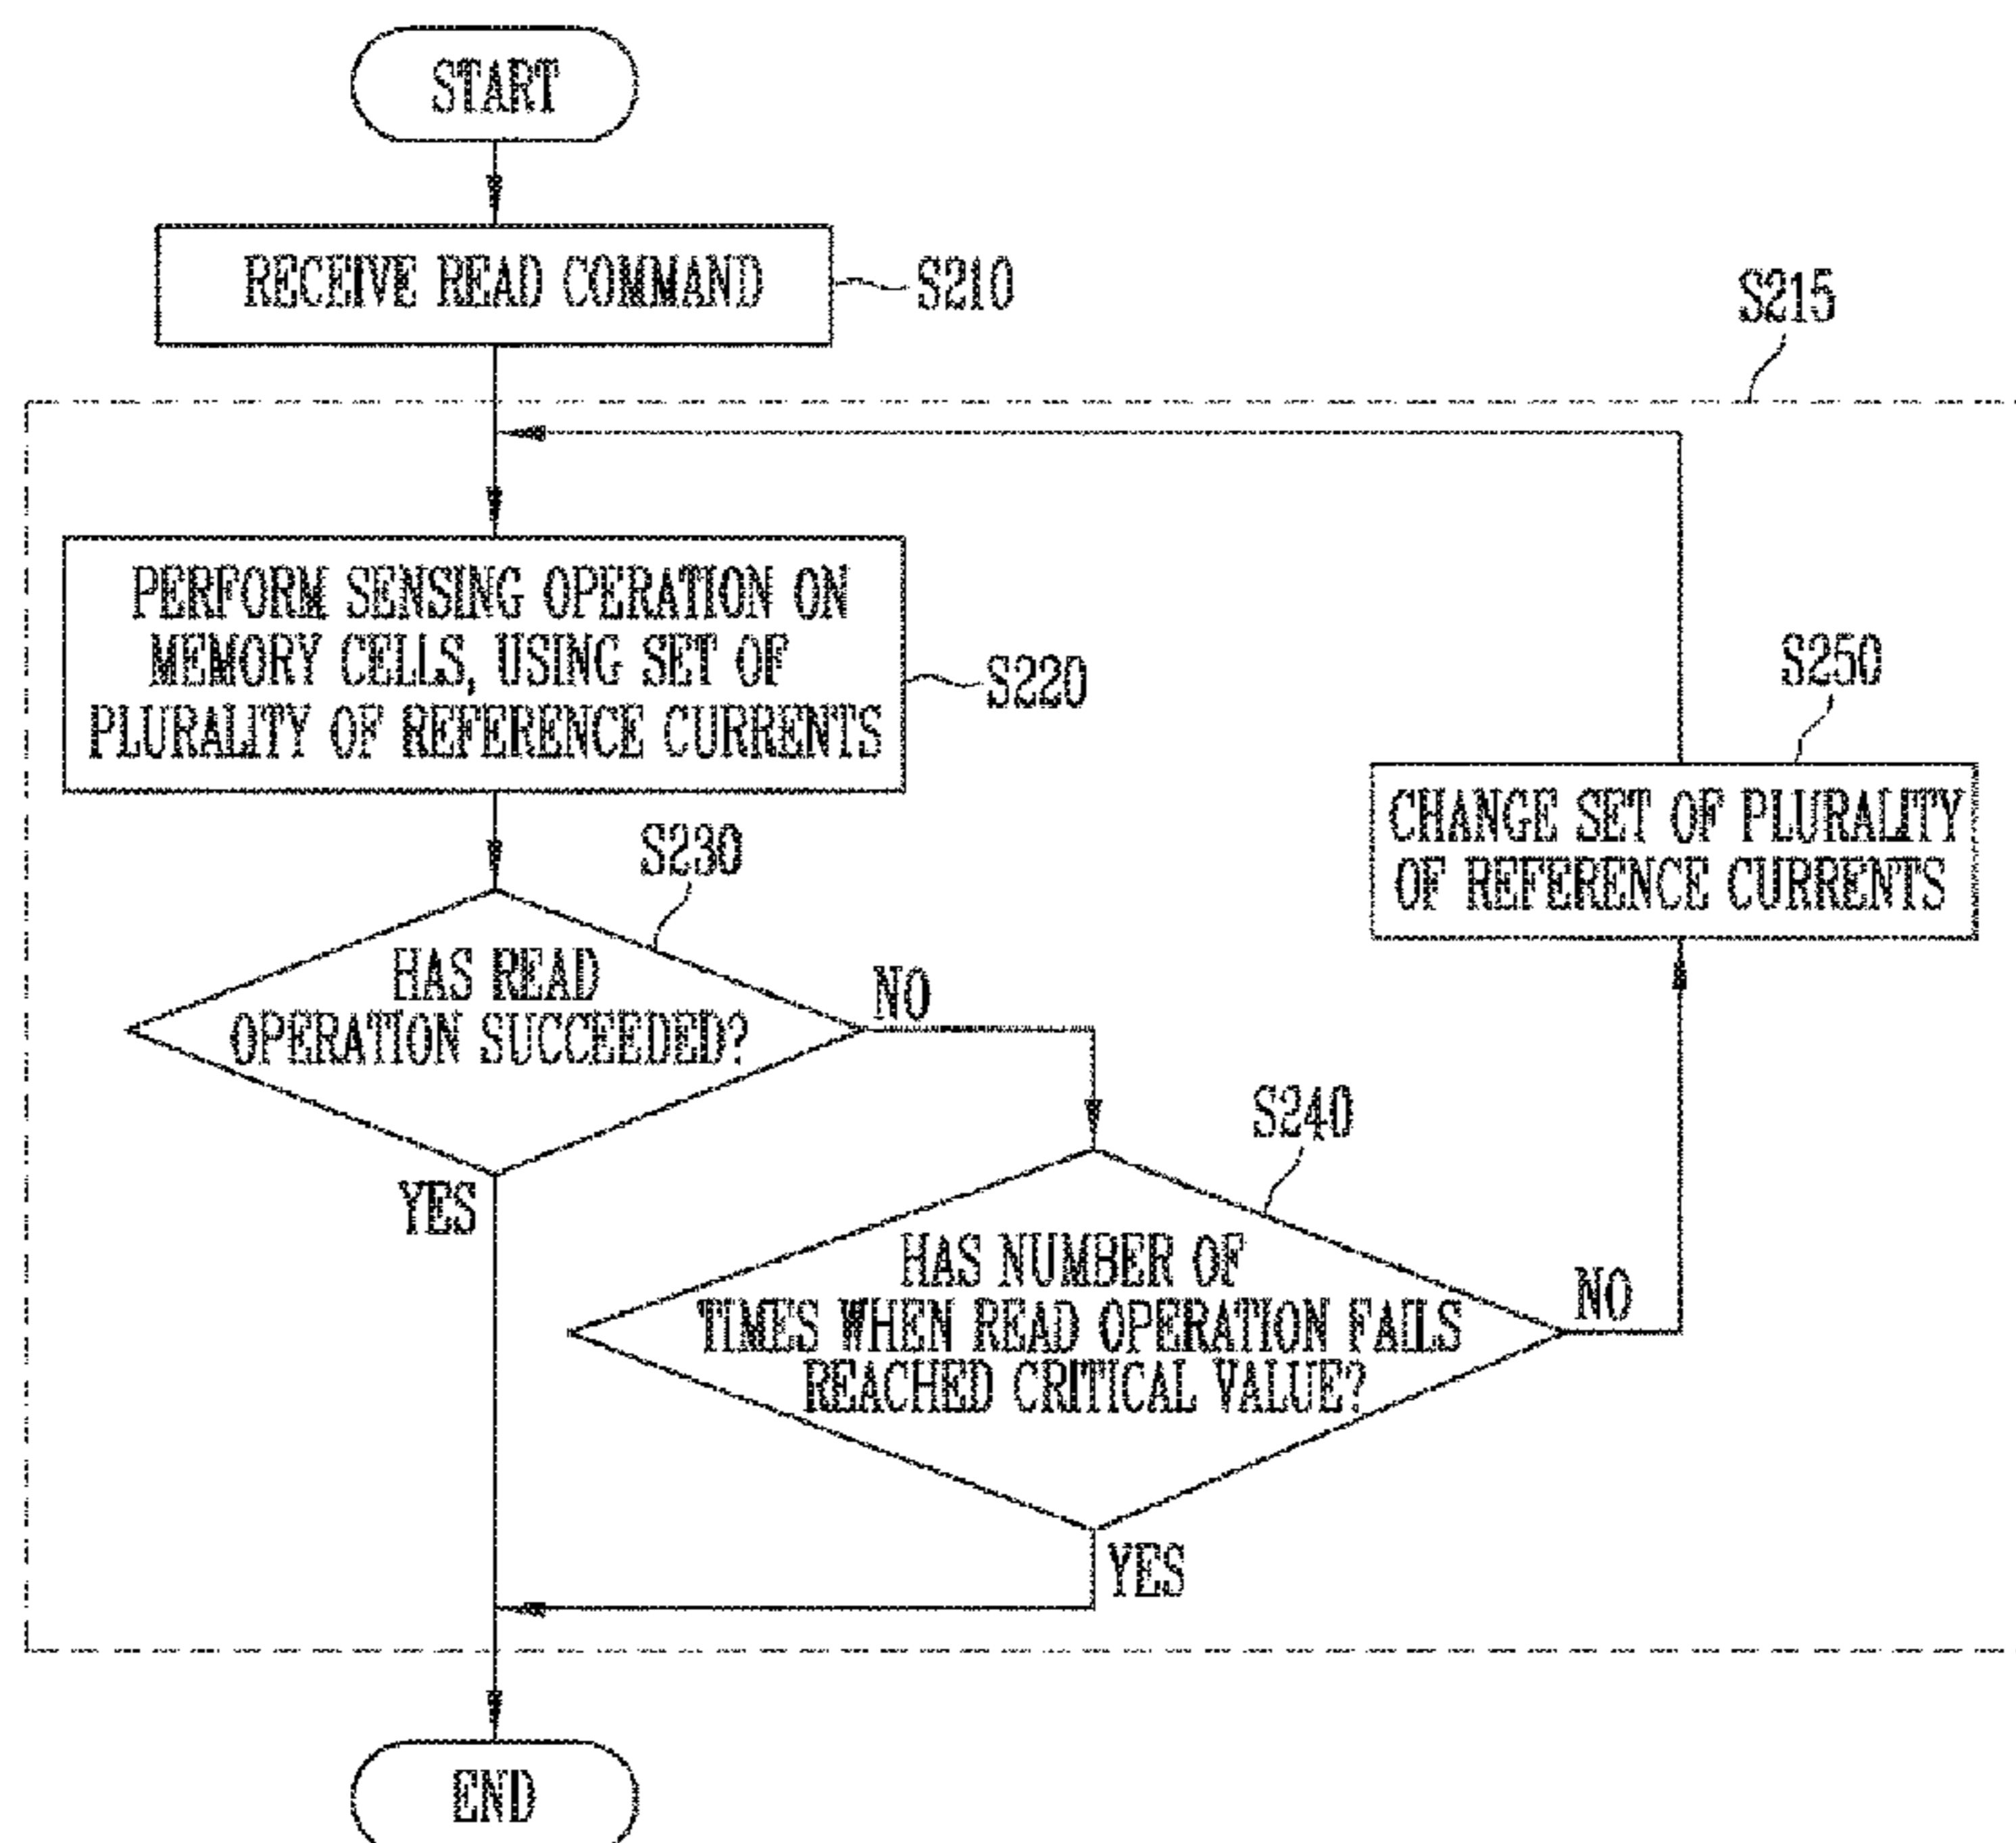 START
RECEIVE READ COMMAND
S210
S215
PERFORM SENSING OPERATION ON
MEMORY CELLS, USING SET OF
PLURALITY OF REFERENCE CURRENTS
S220
S250
CHANGE SET OF PLURALITY
OF REFERENCE CURRENTS
S230
HAS READ
OPERATION SUCCEEDED?
NO
YES
S240
HAS NUMBER OF
TIMES WHEN READ OPERATION FAILS
REACHED CRITICAL VALUE?
NO
YES
END